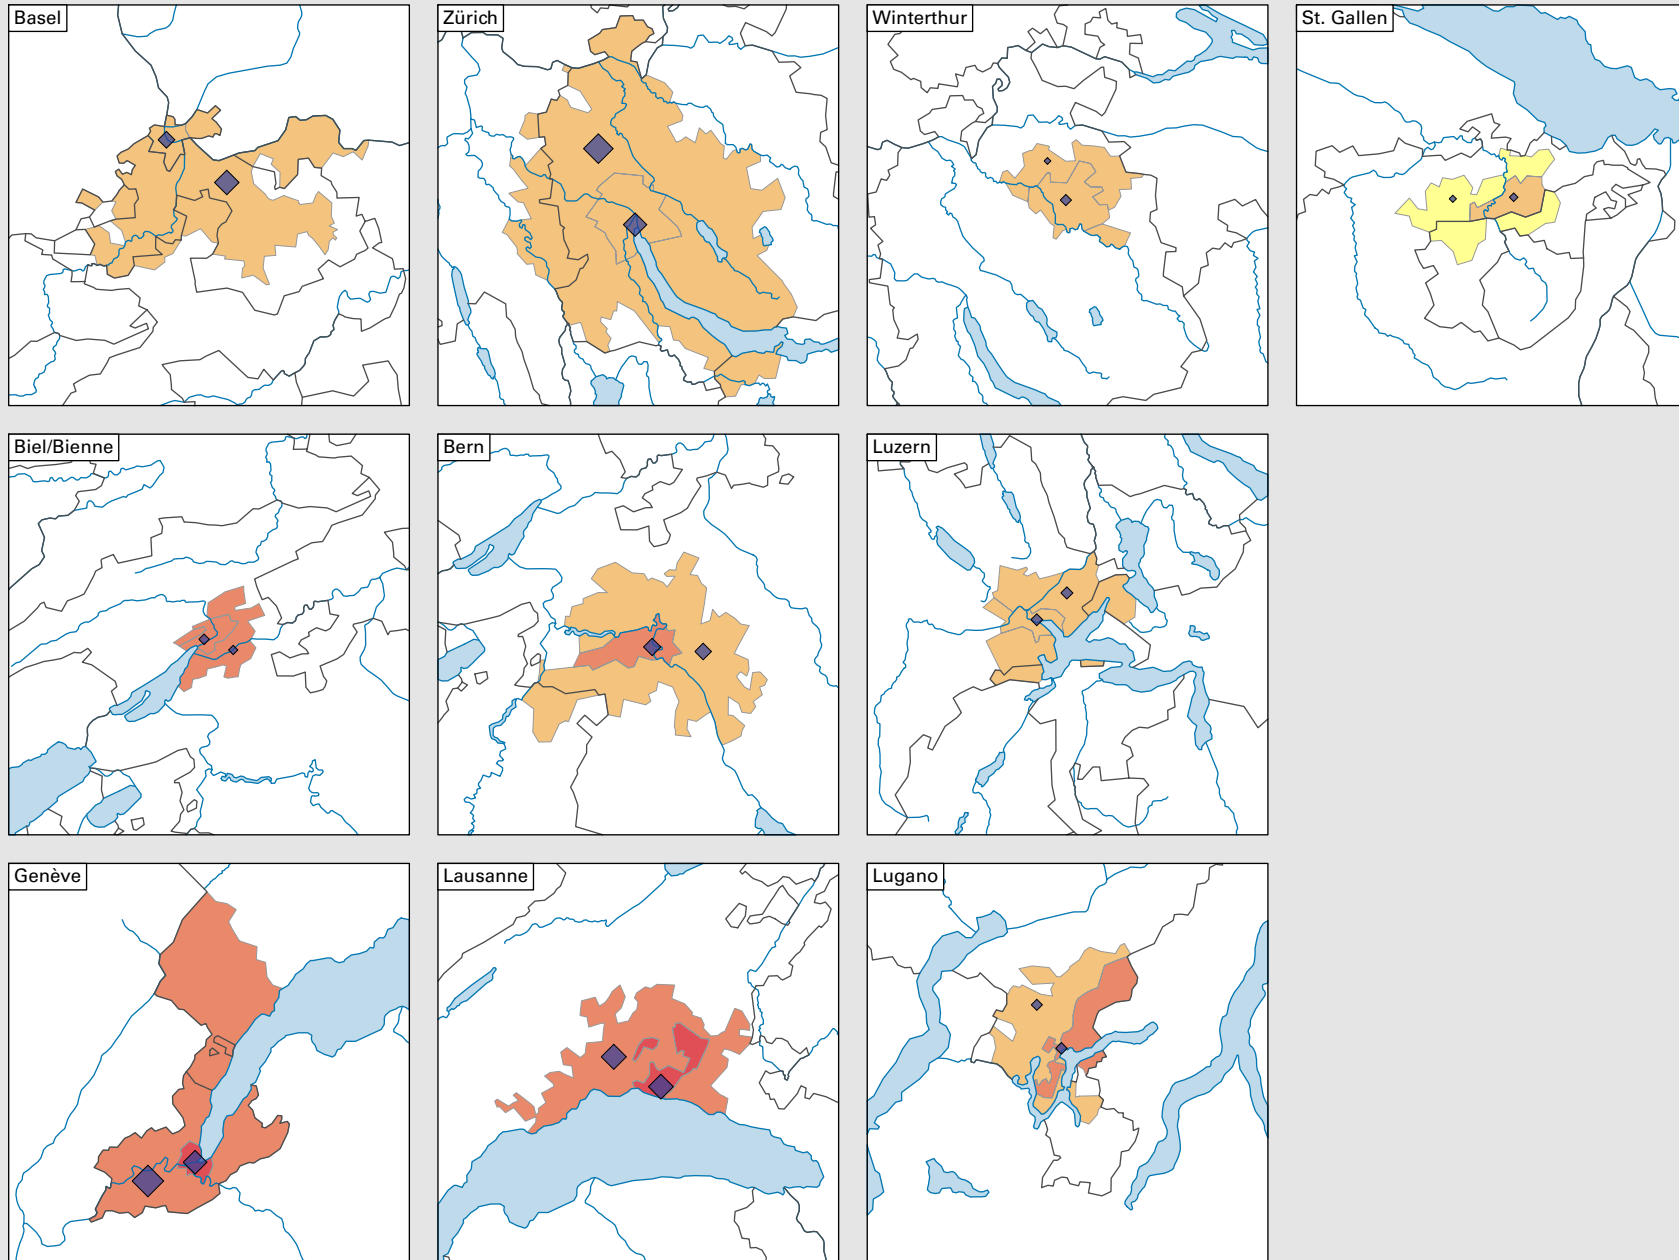 Basel
Zürich
Winterthur
St. Gallen
Biel/Bienne
Bern
Luzern
Genève
Lausanne
Lugano